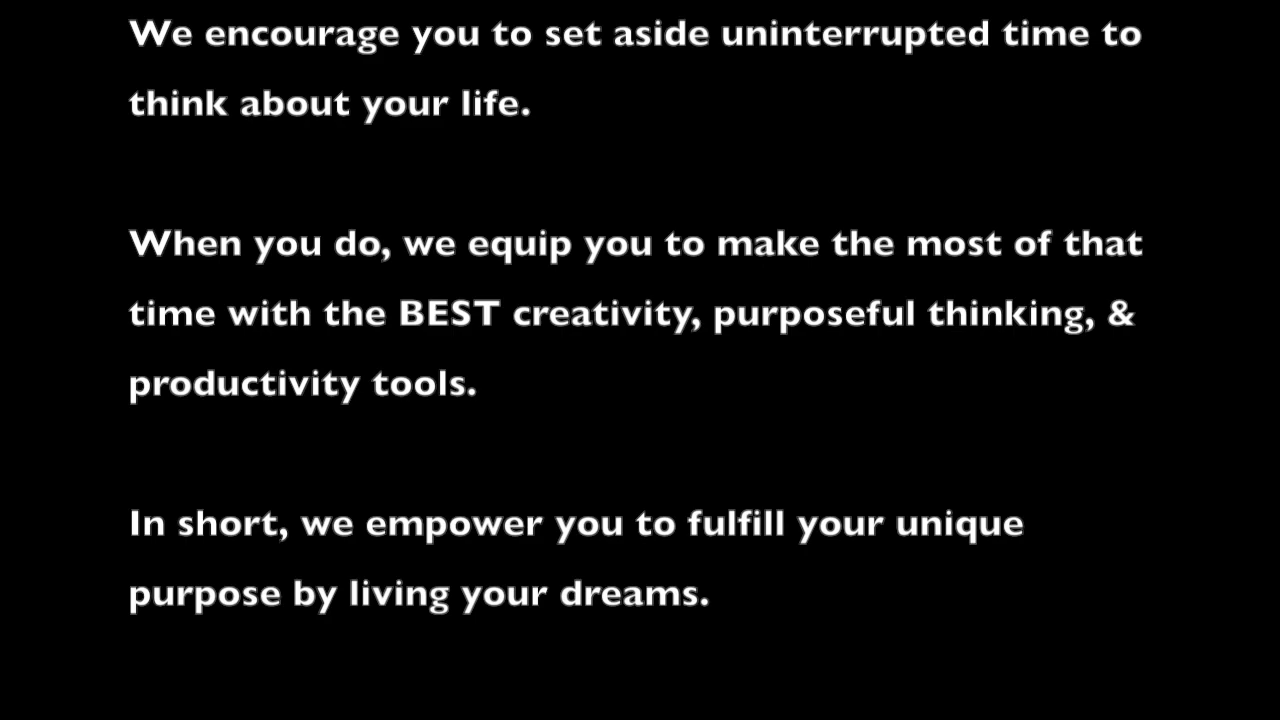 We encourage you to set aside uninterrupted time to
think about your life.
When you do, we equip you to make the most of that
time with the BEST creativity, purposeful thinking, &
productivity tools.
In short, we empower you to fulfill your unique
purpose by living your dreams.